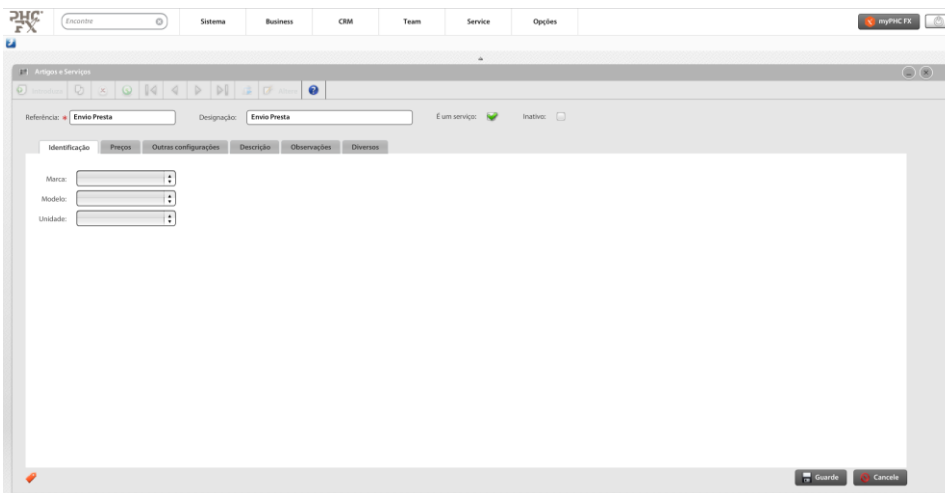 PHC FX
Encontre
Sistema Business CRM Team Service Opções
myPHC FX
Artigos e Serviços
Introduza
Altere
Referência: * Envio Presta Designação: Envio Presta É um serviço: Inativo:
Identificação Preços Outras configurações Descrição Observações Diversos
Marca:
Modelo:
Unidade:
Guarde Cancele